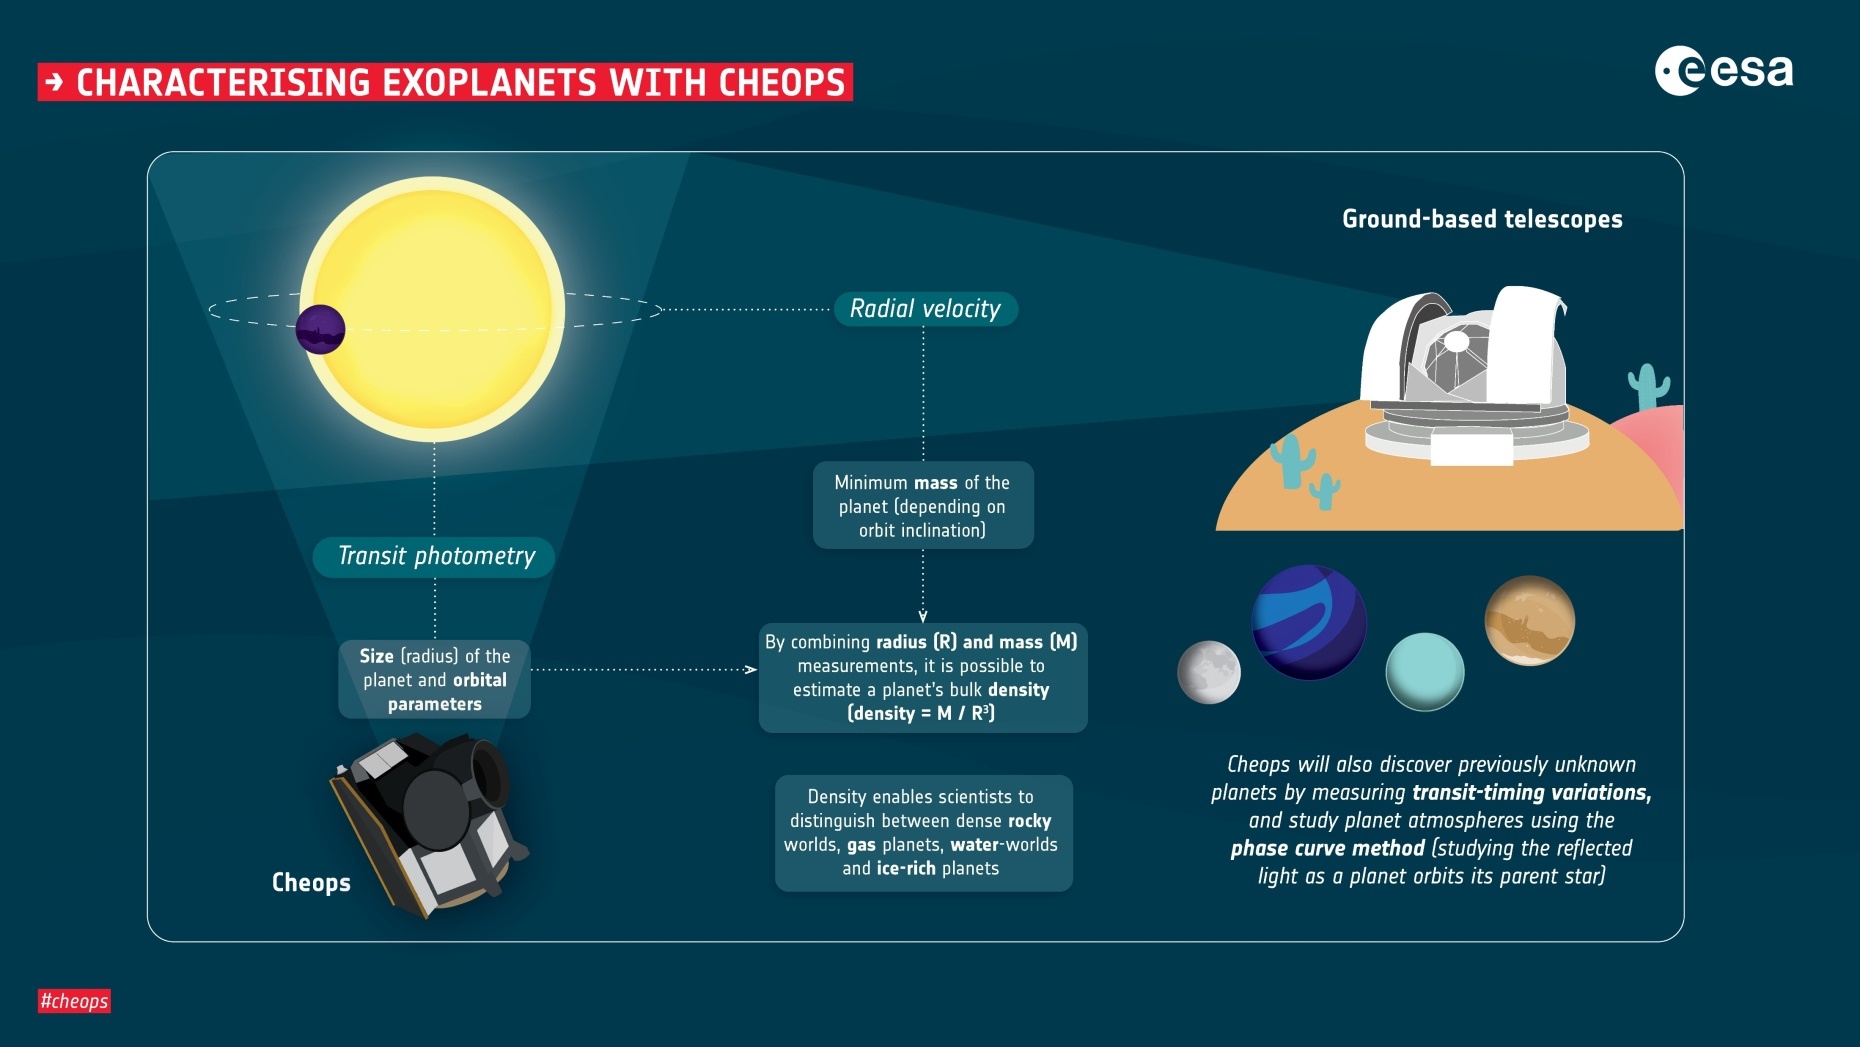 → CHARACTERISING EXOPLANETS WITH CHEOPS
esa
Ground-based telescopes
Radial velocity
Minimum mass of the
planet (depending on
orbit inclination)
Transit photometry
Size (radius) of the
planet and orbital
parameters
By combining radius (R) and mass (M)
measurements, it is possible to
estimate a planet's bulk density
(density = M / R³)
Density enables scientists to
distinguish between dense rocky
worlds, gas planets, water-worlds
and ice-rich planets
Cheops
Cheops will also discover previously unknown
planets by measuring transit-timing variations,
and study planet atmospheres using the
phase curve method (studying the reflected
light as a planet orbits its parent star)
#cheops